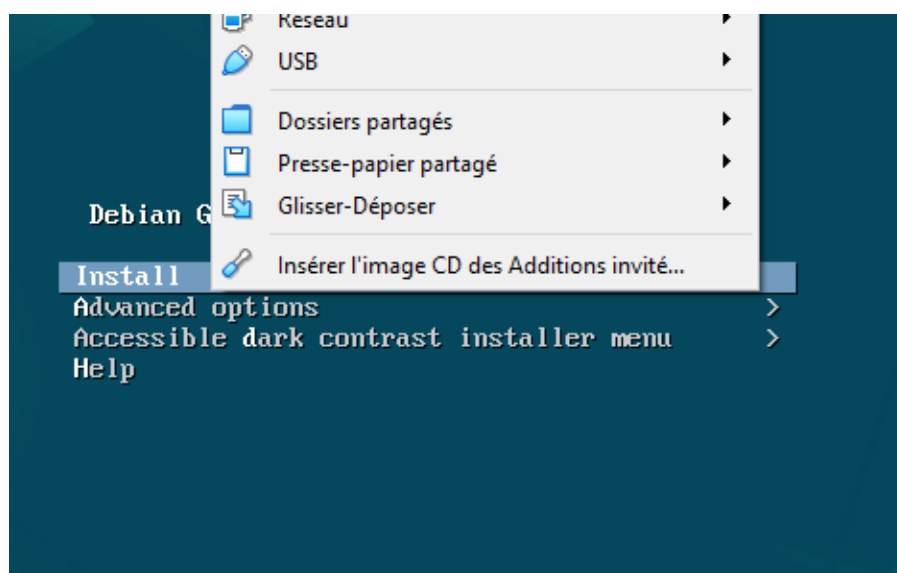 Réseau
USB
Dossiers partagés
Presse-papier partagé
Glisser-Déposer
Debian G
Insérer l'image CD des Additions invité...
Install
Advanced options >
Accessible dark contrast installer menu >
Help